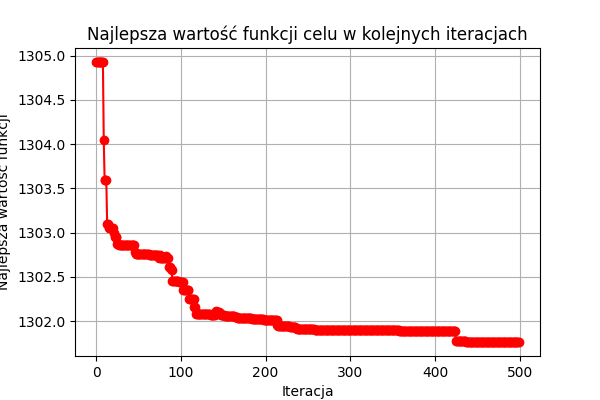 Najlepsza wartość funkcji celu w kolejnych iteracjach
Najlepsza wartość funkcji
1305.0
1304.5
1304.0
1303.5
1303.0
1302.5
1302.0
0 100 200 300 400 500
Iteracja